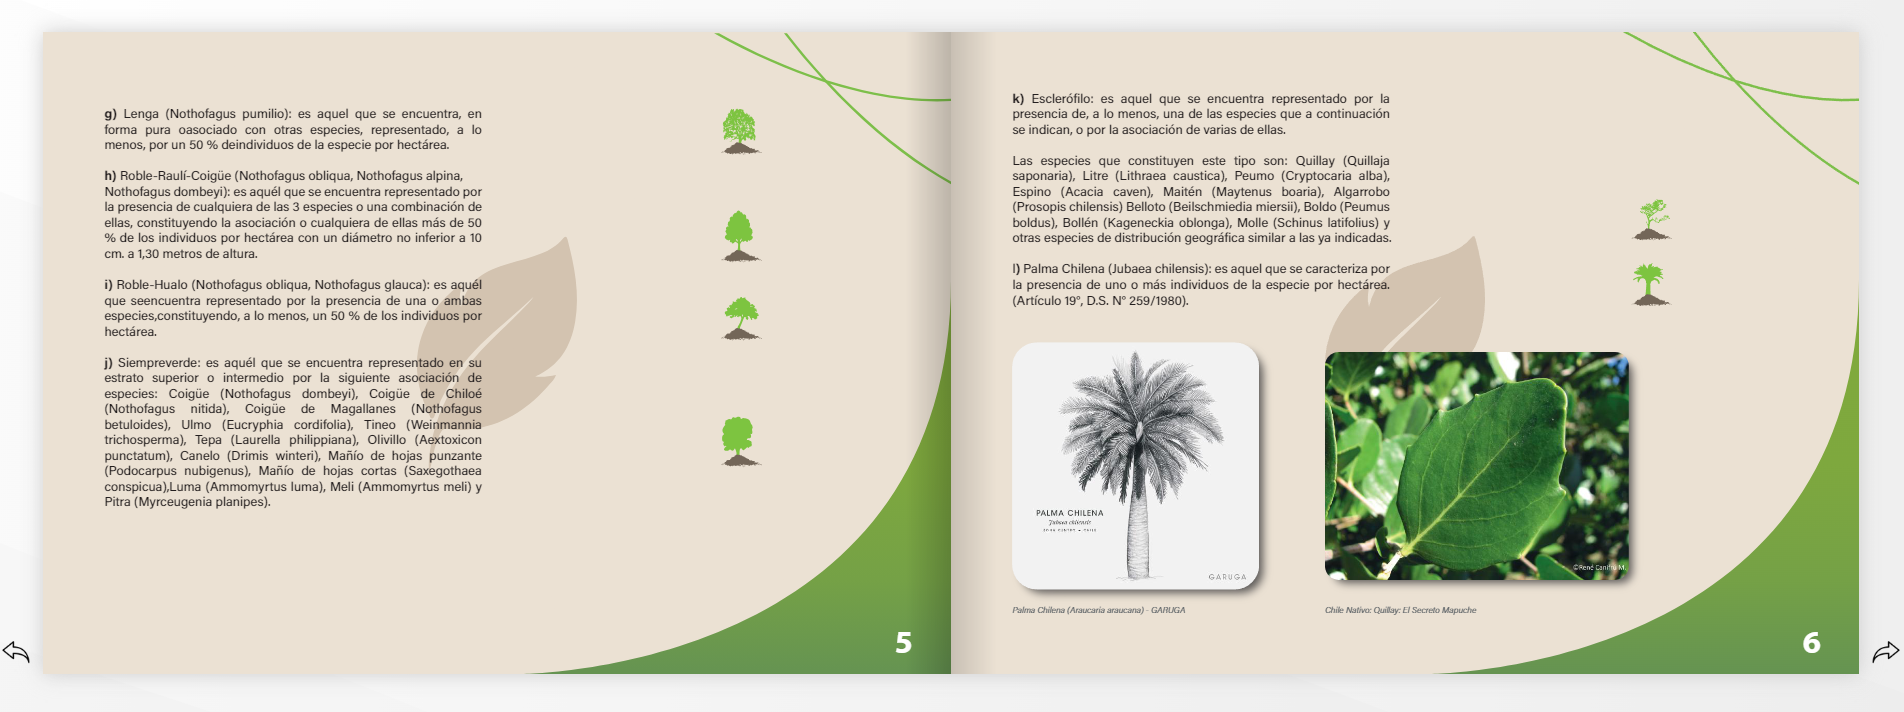 g) Lenga (Nothofagus pumilio): es aquel que se encuentra, en
forma pura oasociado con otras especies, representado, a lo
menos, por un 50 % deindividuos de la especie por hectárea.
h) Roble-Raulí-Coigüe (Nothofagus obliqua, Nothofagus alpina,
Nothofagus dombeyi): es aquél que se encuentra representado por
la presencia de cualquiera de las 3 especies o una combinación de
ellas, constituyendo la asociación o cualquiera de ellas más de 50
% de los individuos por hectárea con un diámetro no inferior a 10
cm. a 1,30 metros de altura.
i) Roble-Hualo (Nothofagus obliqua, Nothofagus glauca): es aquél
que seencuentra representado por la presencia de una o ambas
especies,constituyendo, a lo menos, un 50 % de los individuos por
hectárea.
j) Siempreverde: es aquél que se encuentra representado en su
estrato superior o intermedio por la siguiente asociación de
especies: Coigüe (Nothofagus dombeyi), Coigüe de Chiloé
(Nothofagus nitida), Coigüe de Magallanes (Nothofagus
betuloides), Ulmo (Eucryphia cordifolia), Tineo (Weinmannia
trichosperma), Tepa (Laurella philippiana), Olivillo (Aextoxicon
punctatum), Canelo (Drimis winteri), Mañío de hojas punzante
(Podocarpus nubigenus), Mañío de hojas cortas (Saxegothaea
conspicua),Luma (Ammomyrtus luma), Meli (Ammomyrtus meli) y
Pitra (Myrceugenia planipes).
5
k) Esclerófilo: es aquel que se encuentra representado por la
presencia de, a lo menos, una de las especies que a continuación
se indican, o por la asociación de varias de ellas.
Las especies que constituyen este tipo son: Quillay (Quillaja
saponaria), Litre (Lithraea caustica), Peumo (Cryptocaria alba),
Espino (Acacia caven), Maitén (Maytenus boaria), Algarrobo
(Prosopis chilensis) Belloto (Beilschmiedia miersii), Boldo (Peumus
boldus), Bollén (Kageneckia oblonga), Molle (Schinus latifolius) y
otras especies de distribución geográfica similar a las ya indicadas.
l) Palma Chilena (Jubaea chilensis): es aquel que se caracteriza por
la presencia de uno o más individuos de la especie por hectárea.
(Artículo 19°, D.S. N° 259/1980).
PALMA CHILENA
Jubaea chilensis
ZONA CENTRO • CHILE
GARUGA
©René Canifru M.
Palma Chilena (Araucaria araucana) - GARUGA
Chile Nativo: Quillay: El Secreto Mapuche
6